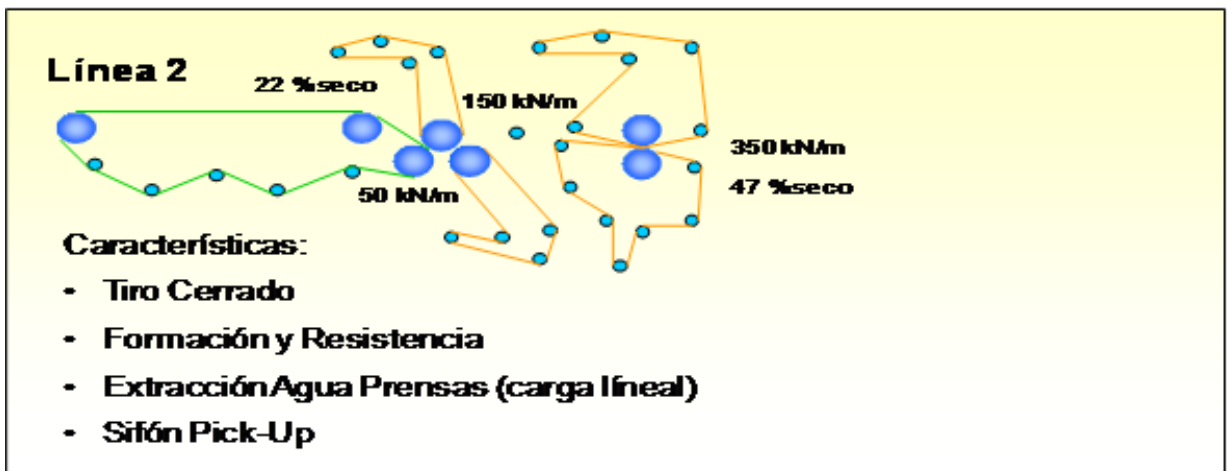 Línea 2
22 %seco
150 kN/m
50 kN/m
350 kN/m
47 %seco
Características:
- Tiro Cerrado
- Formación y Resistencia
- Extracción Agua Prensas (carga líneal)
- Sifón Pick-Up